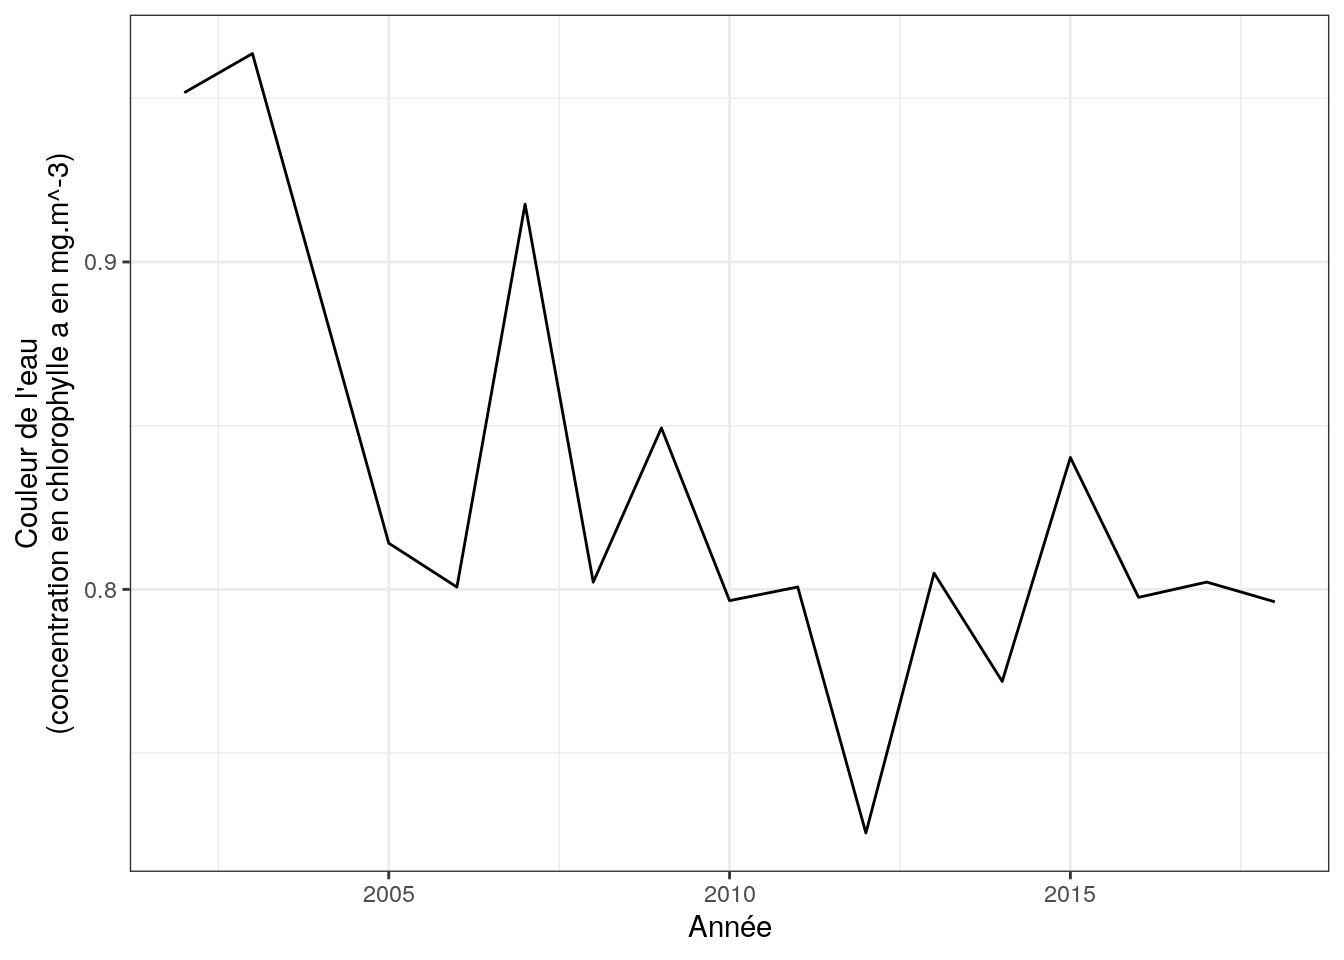 Couleur de l'eau
(concentration en chlorophylle a en mg.m^-3)
0.9
0.8
2005
2010
2015
Année